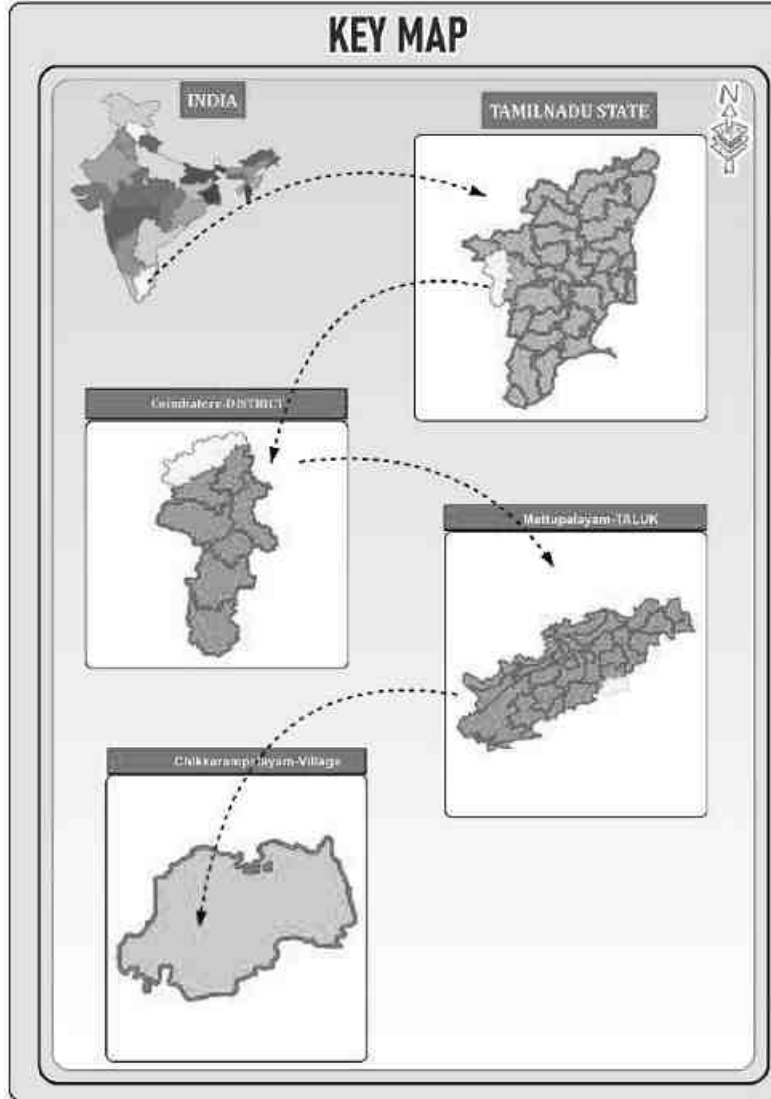 KEY MAP
INDIA
TAMILNADU STATE
N
Coimbatore-DISTRICT
Mettupalayam-TALUK
Chikkarampalayam-Village